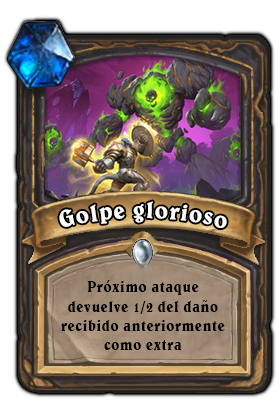 Golpe glorioso
Próximo ataque
devuelve 1/2 del daño
recibido anteriormente
como extra